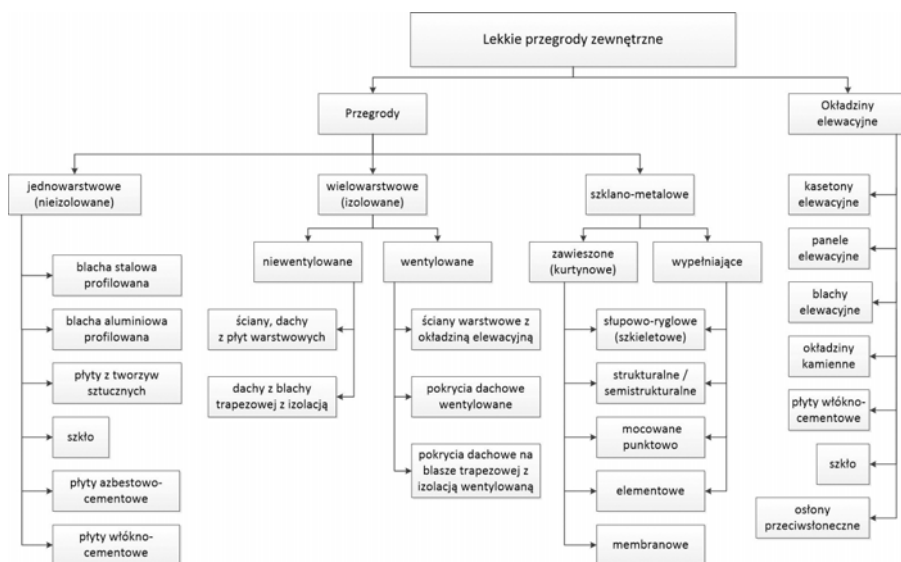 Lekkie przegrody zewnętrzne
Przegrody
Okładziny
elewacyjne
jednowarstwowe
(nieizolowane)
wielowarstwowe
(izolowane)
szklano-metalowe
niewentylowane
wentylowane
zawieszone
(kurtynowe)
wypełniające
blacha stalowa
profilowana
blacha aluminiowa
profilowana
płyty z tworzyw
sztucznych
szkło
płyty azbestowo-
cementowe
płyty włókno-
cementowe
ściany, dachy
z płyt warstwowych
dachy z blachy
trapezowej z izolacją
ściany warstwowe z
okładziną elewacyjną
pokrycia dachowe
wentylowane
pokrycia dachowe na
blasze trapezowej z
izolacją wentylowaną
słupowo-ryglowe
(szkieletowe)
strukturalne /
semistrukturalne
mocowane
punktowo
elementowe
membranowe
kasetony
elewacyjne
panele
elewacyjne
blachy
elewacyjne
okładziny
kamienne
płyty włókno-
cementowe
szkło
osłony
przeciwsłoneczne